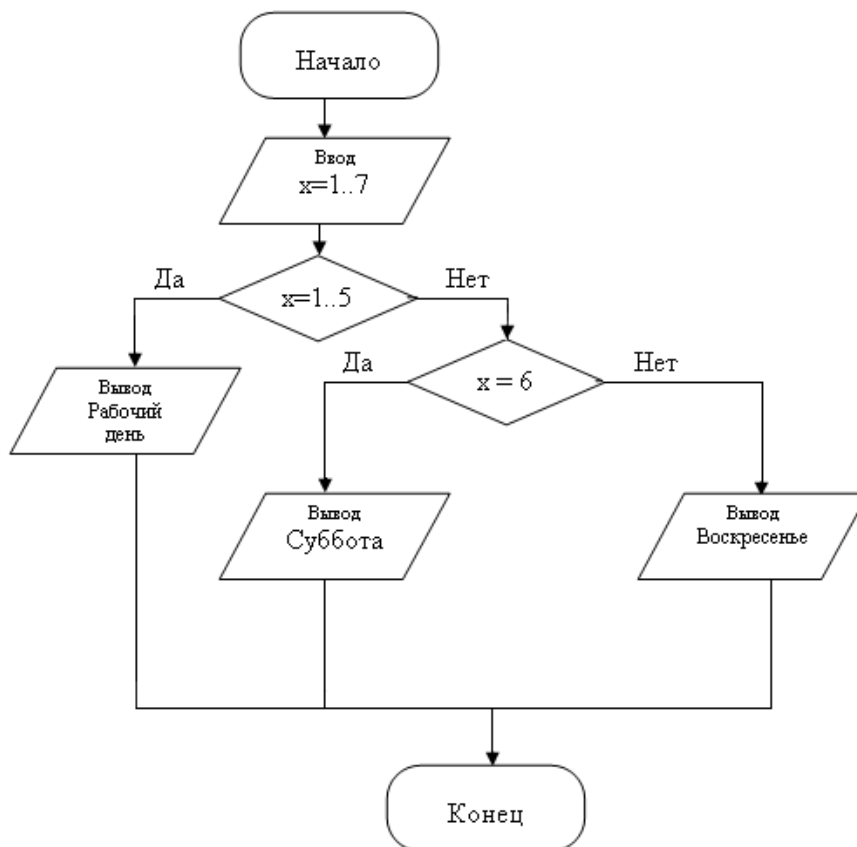 Начало
Ввод
x=1..7
Да
Нет
x=1..5
Да
Нет
x = 6
Вывод
Рабочий
день
Вывод
Суббота
Вывод
Воскресенье
Конец